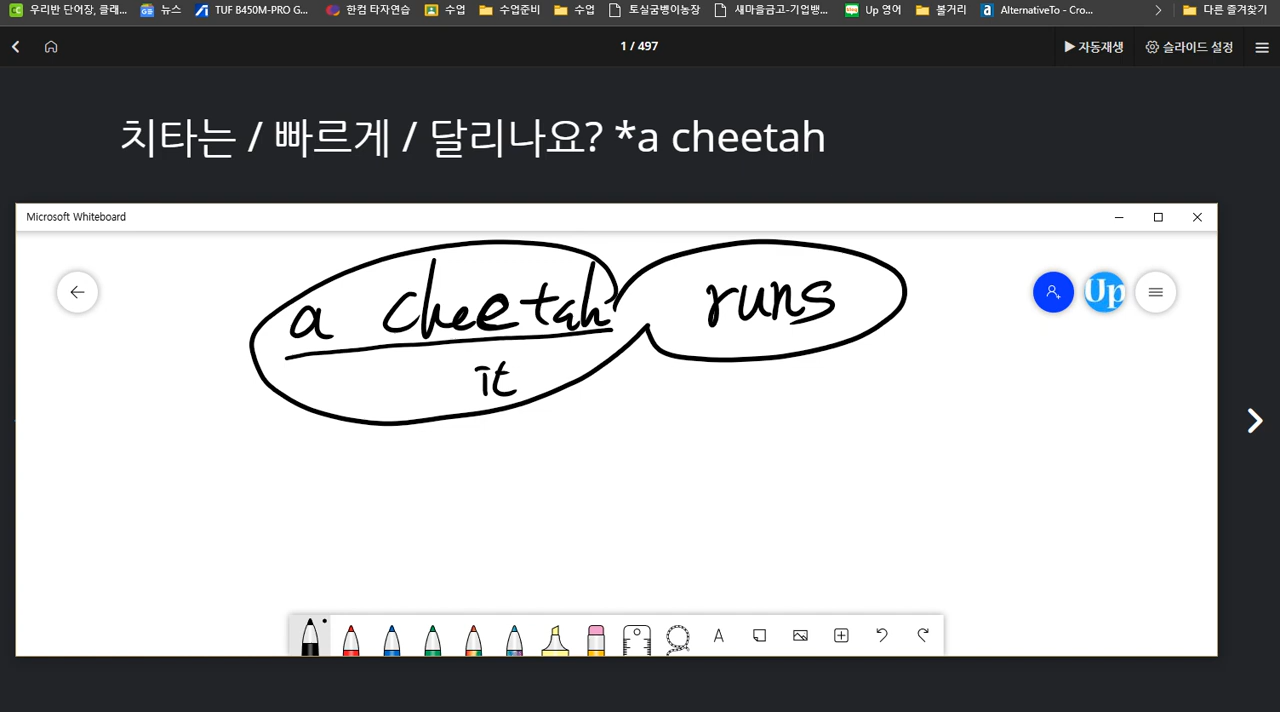 우리반 단어장, 클래... 뉴스 TUF B450M-PRO G... 한컴 타자연습 수업 수업준비 수업 토실굼벵이농장 새마을금고-기업뱅... Up 영어 볼거리 AlternativeTo - Cro... 다른 즐겨찾기
1 / 497 자동재생 슬라이드 설정
치타는 / 빠르게 / 달리나요? *a cheetah
Microsoft Whiteboard
a cheetah runs
Up
it